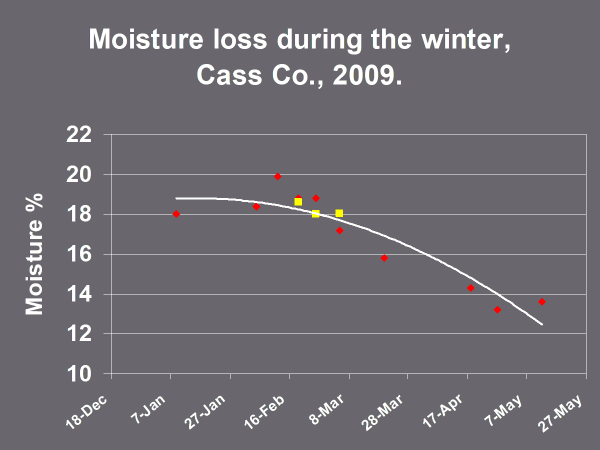 Moisture loss during the winter,
Cass Co., 2009.
Moisture %
22
20
18
16
14
12
10
18-Dec
7-Jan
27-Jan
16-Feb
8-Mar
28-Mar
17-Apr
7-May
27-May